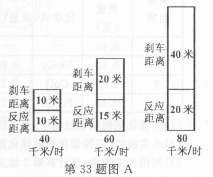 刹车
距离
10米
反应
距离
10米
40
千米/时
刹车
距离
20米
反应
距离
15米
60
千米/时
刹车
距离
40米
反应
距离
20米
80
千米/时
第33题图A